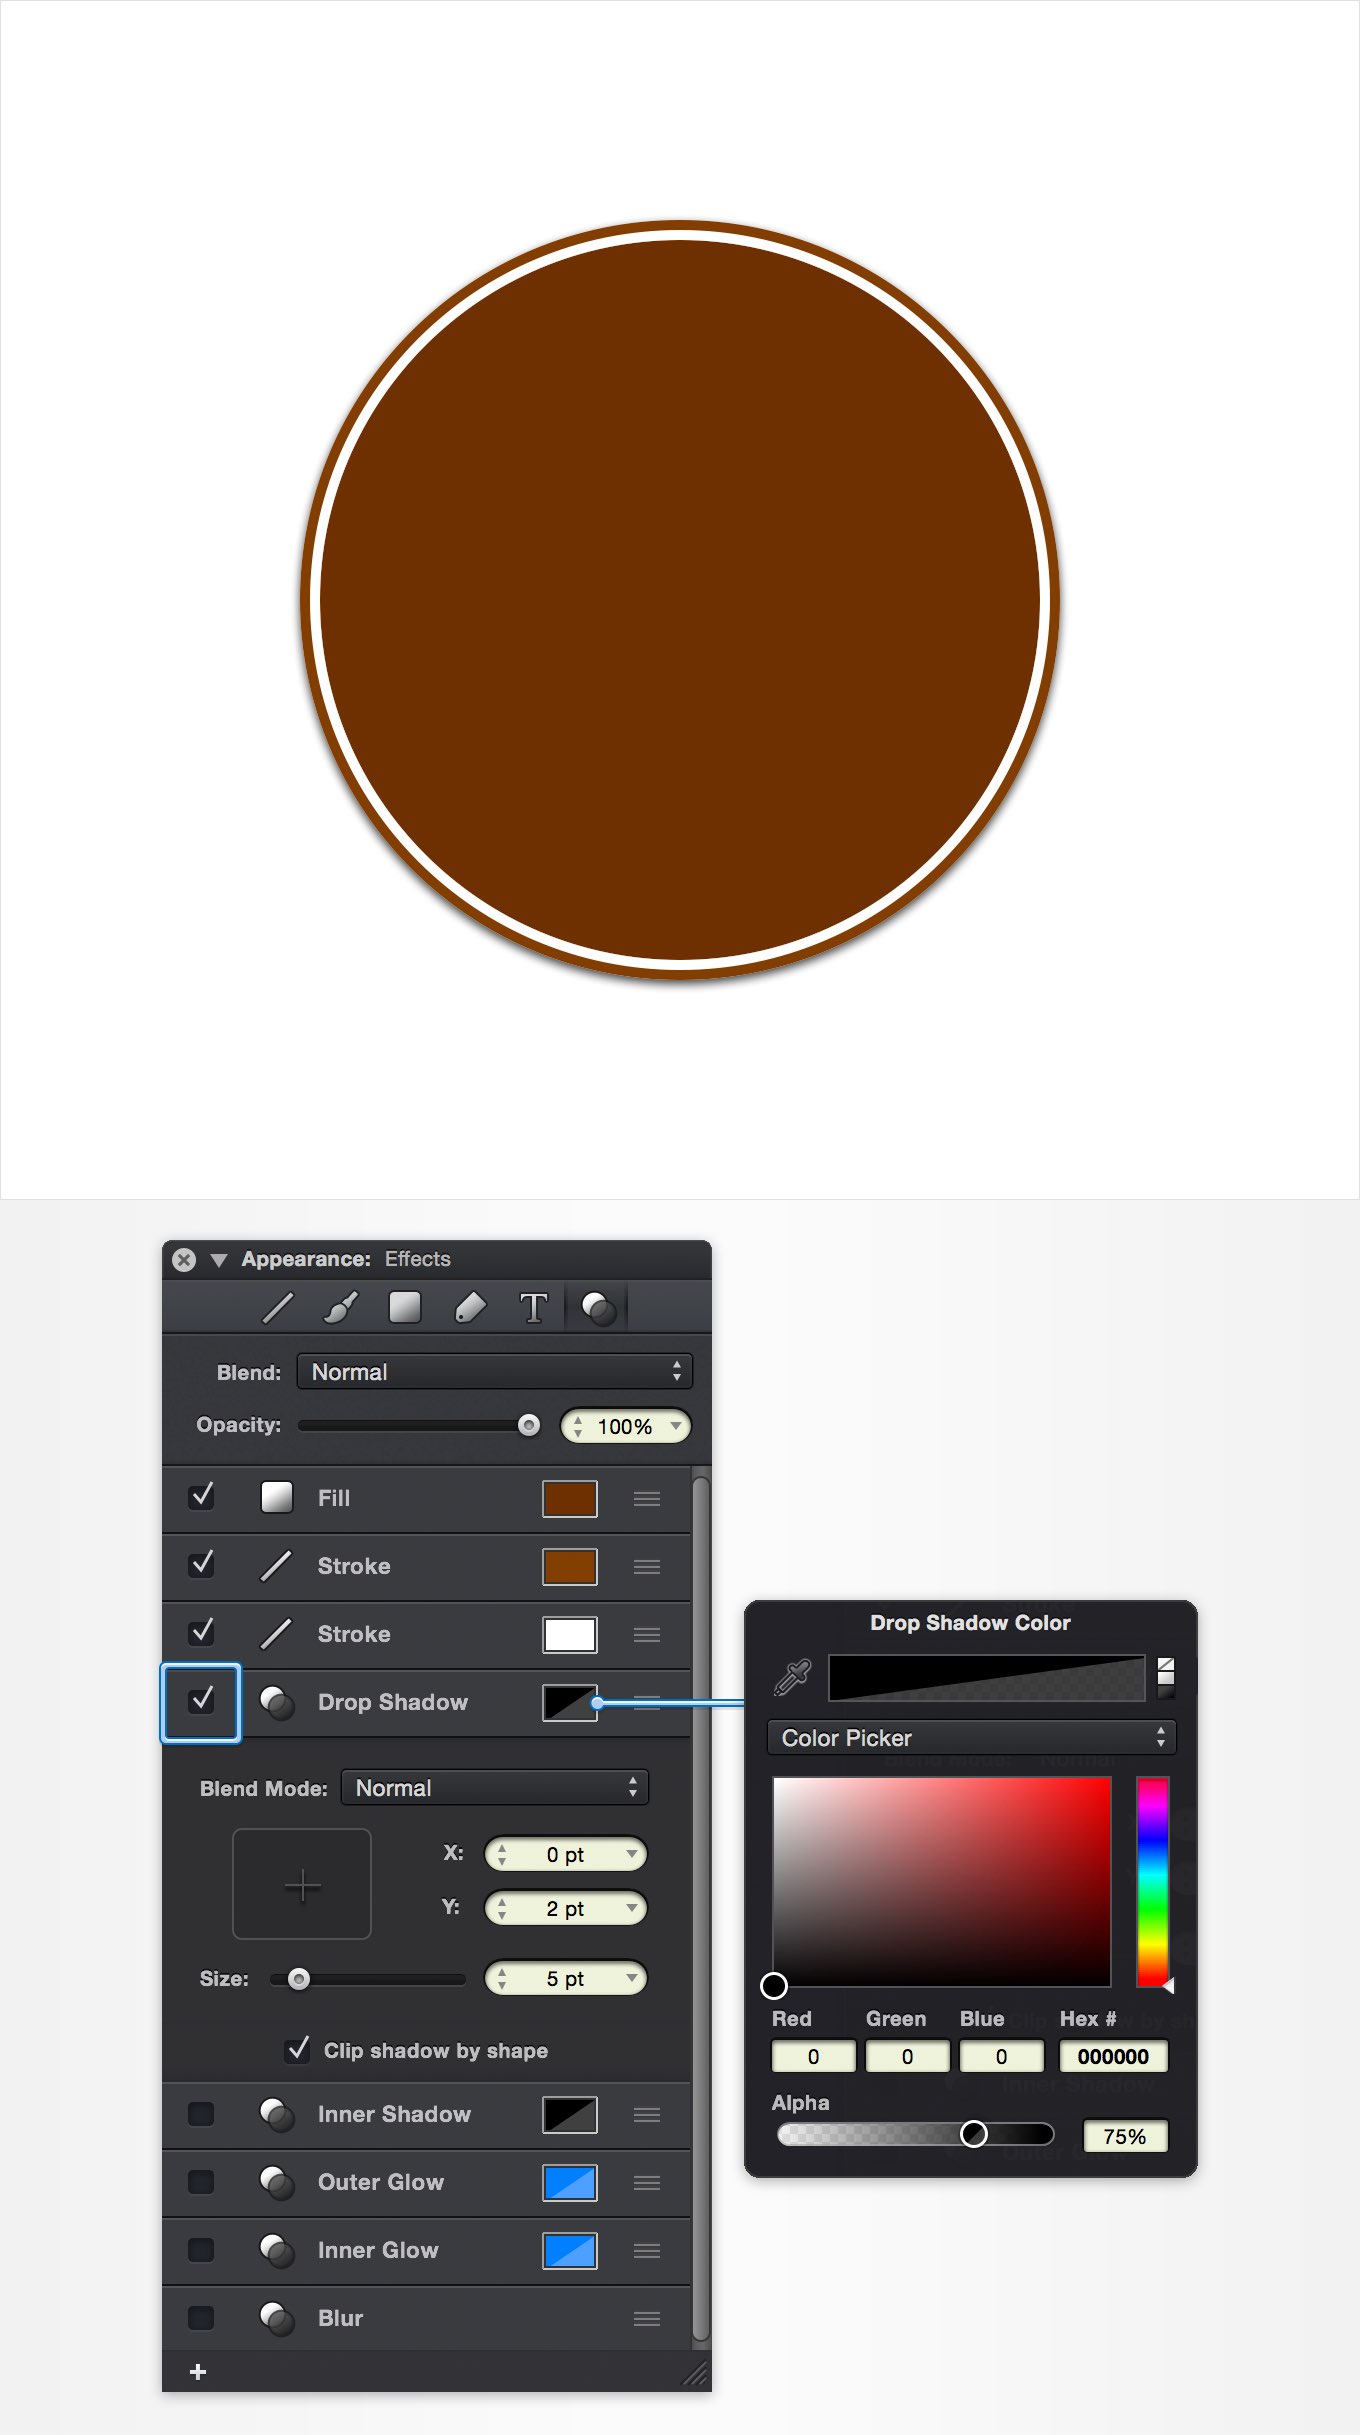 Appearance: Effects
T
Blend: Normal
Opacity: 100%
Fill
Stroke
Stroke
Drop Shadow
Blend Mode: Normal
X: 0 pt
Y: 2 pt
Size: 5 pt
Clip shadow by shape
Inner Shadow
Outer Glow
Inner Glow
Blur
+
Drop Shadow Color
Color Picker
Red Green Blue Hex #
0 0 0 000000
Alpha
75%